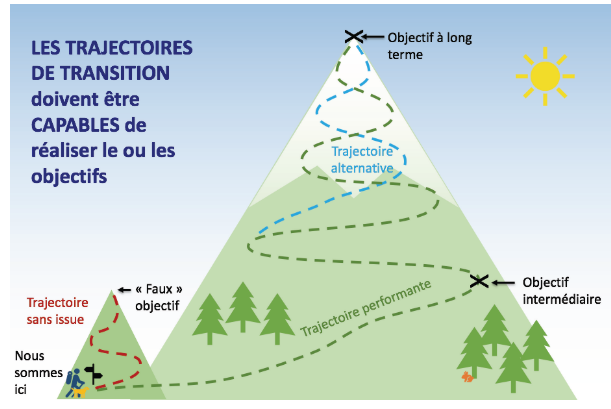 LES TRAJECTOIRES
DE TRANSITION
doivent être
CAPABLES de
réaliser le ou les
objectifs
Objectif à long
terme
Trajectoire
alternative
« Faux »
objectif
Objectif
intermédiaire
Trajectoire
sans issue
Trajectoire performante
Nous
sommes
ici